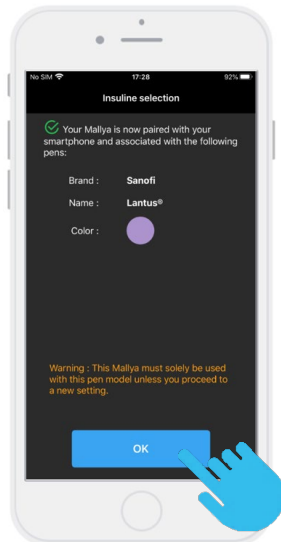 No SIM 17:28 92%
Insuline selection
Your Mallya is now paired with your
smartphone and associated with the following
pens:
Brand : Sanofi
Name : Lantus®
Color :
Warning : This Mallya must solely be used
with this pen model unless you proceed to
a new setting.
OK